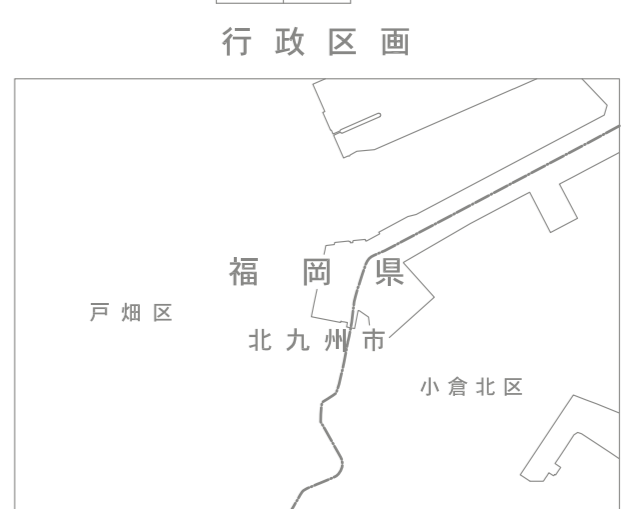 行政区画
福岡県
戸畑区
北九州市
小倉北区